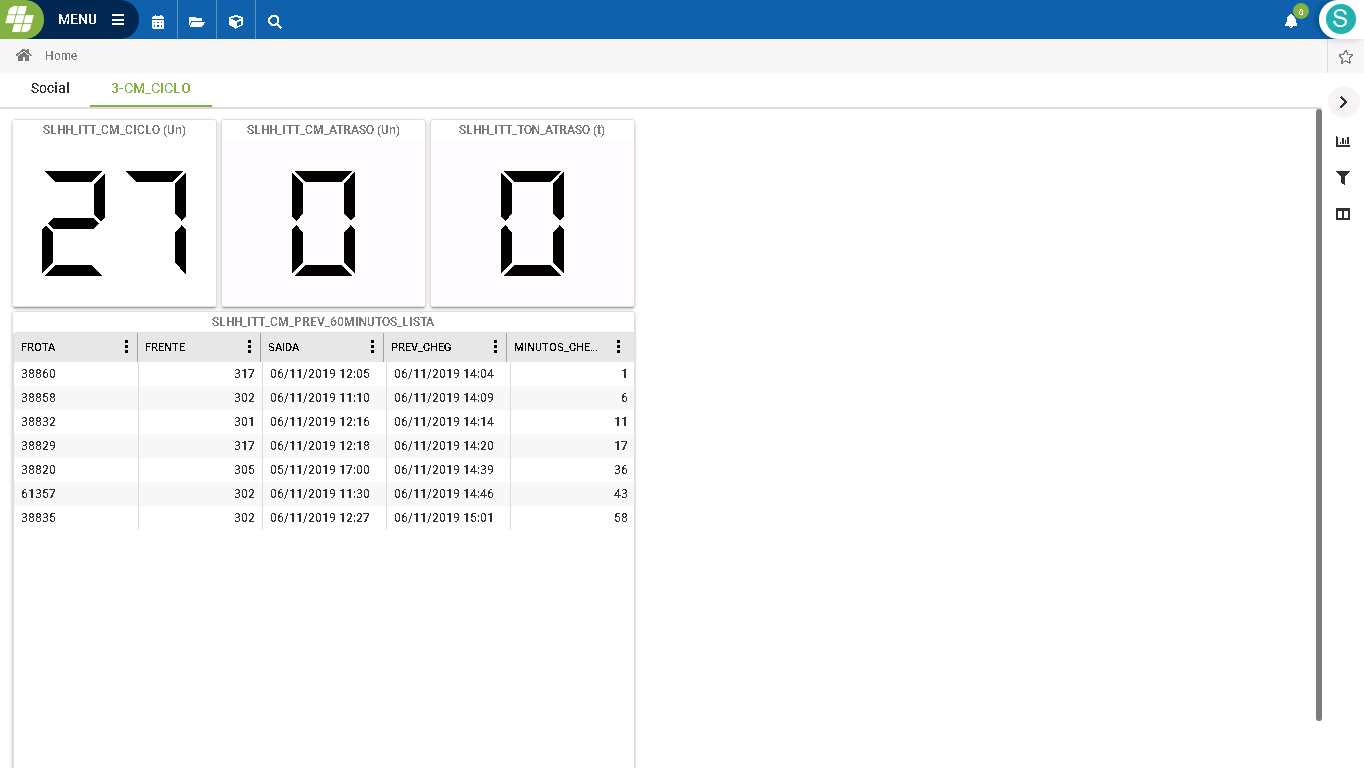 MENU
0
S
Home
Social
3-CM_CICLO
SLHH_ITT_CM_CICLO (Un)
SLHH_ITT_CM_ATRASO (Un)
SLHH_ITT_TON_ATRASO (t)
27
0
0
SLHH_ITT_CM_PREV_60MINUTOS_LISTA
FROTA FRENTE SAIDA PREV_CHEG MINUTOS_CHE...
38860 317 06/11/2019 12:05 06/11/2019 14:04 1
38858 302 06/11/2019 11:10 06/11/2019 14:09 6
38832 301 06/11/2019 12:16 06/11/2019 14:14 11
38829 317 06/11/2019 12:18 06/11/2019 14:20 17
38820 305 05/11/2019 17:00 06/11/2019 14:39 36
61357 302 06/11/2019 11:30 06/11/2019 14:46 43
38835 302 06/11/2019 12:27 06/11/2019 15:01 58